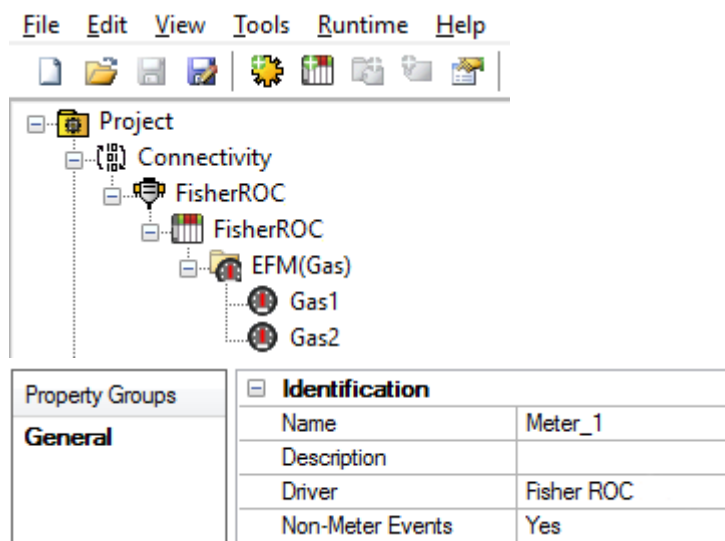 File Edit View Tools Runtime Help
Project
Connectivity
FisherROC
FisherROC
EFM(Gas)
Gas1
Gas2
Property Groups
General
Identification
Name Meter_1
Description
Driver Fisher ROC
Non-Meter Events Yes